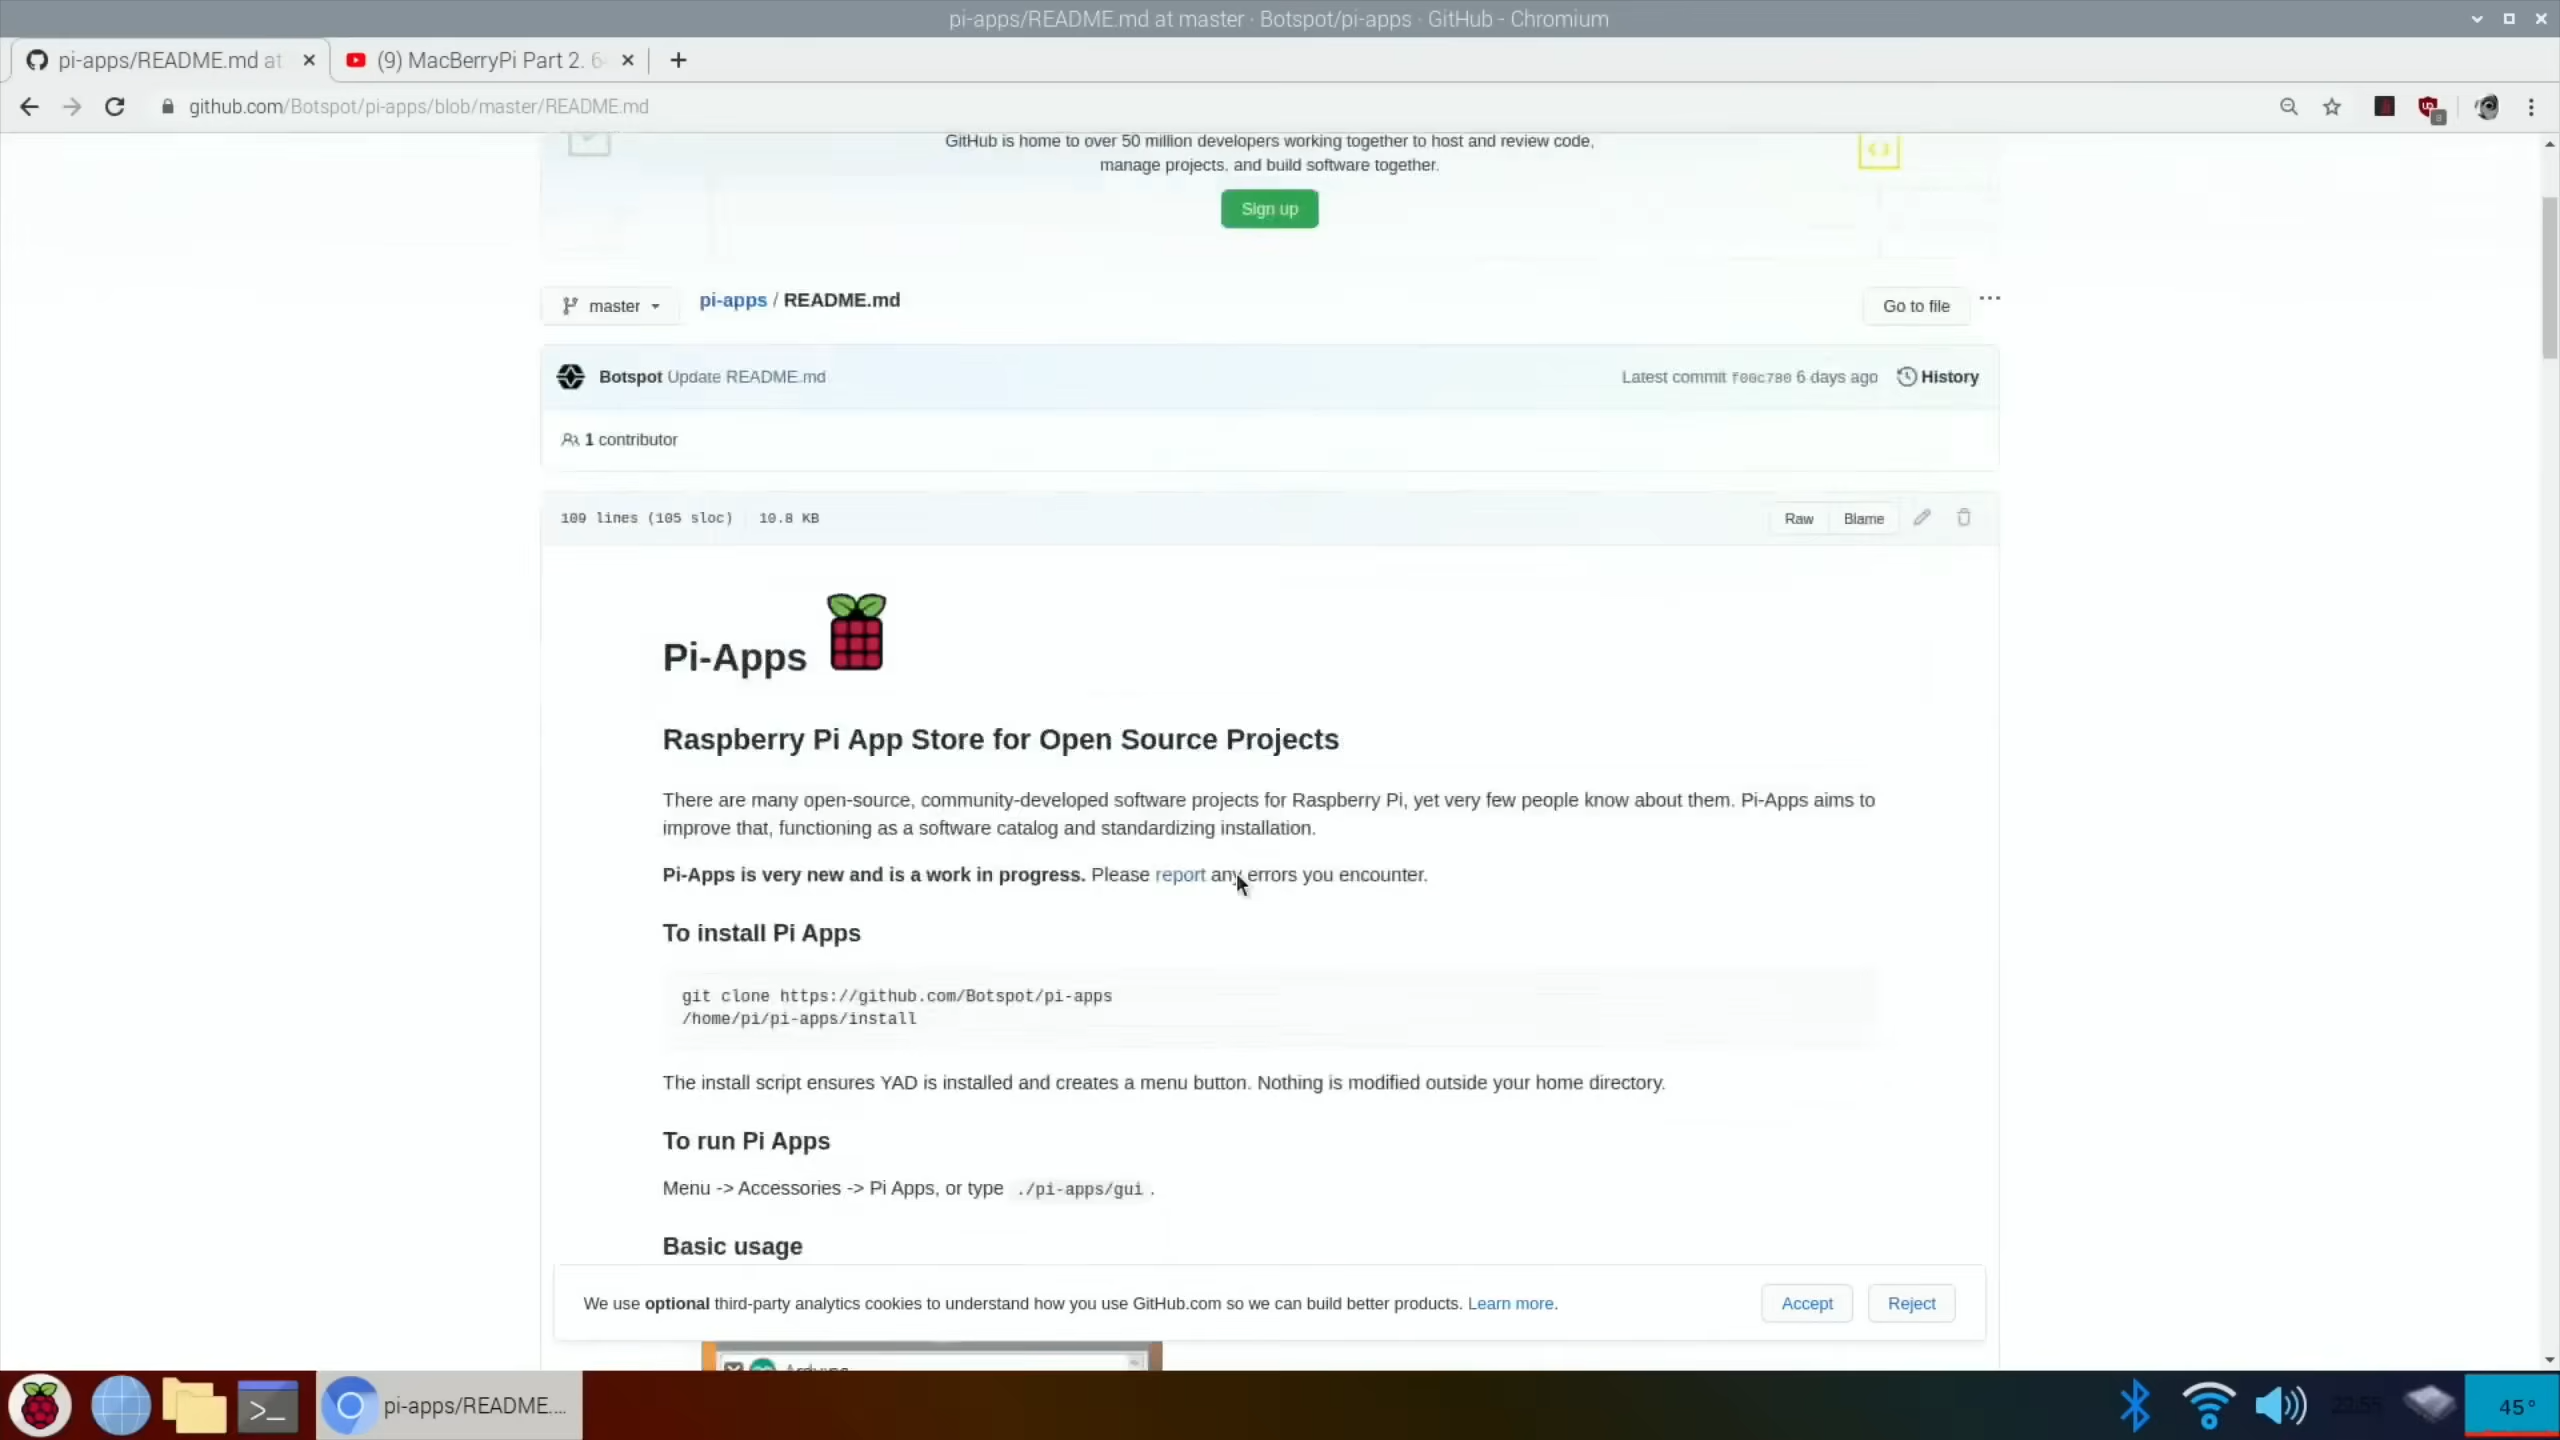 pi-apps/README.md at master · Botspot/pi-apps · GitHub - Chromium
pi-apps/README.md at
(9) MacBerryPi Part 2. 6
github.com/Botspot/pi-apps/blob/master/README.md
GitHub is home to over 50 million developers working together to host and review code,
manage projects, and build software together.
Sign up
master
pi-apps / README.md
Go to file
Botspot Update README.md
Latest commit f00c780 6 days ago
History
1 contributor
109 lines (105 sloc)
10.8 KB
Raw
Blame
Pi-Apps
Raspberry Pi App Store for Open Source Projects
There are many open-source, community-developed software projects for Raspberry Pi, yet very few people know about them. Pi-Apps aims to
improve that, functioning as a software catalog and standardizing installation.
Pi-Apps is very new and is a work in progress. Please report any errors you encounter.
To install Pi Apps
git clone https://github.com/Botspot/pi-apps
/home/pi/pi-apps/install
The install script ensures YAD is installed and creates a menu button. Nothing is modified outside your home directory.
To run Pi Apps
Menu -> Accessories -> Pi Apps, or type ./pi-apps/gui .
Basic usage
We use optional third-party analytics cookies to understand how you use GitHub.com so we can build better products. Learn more.
Accept
Reject
pi-apps/README....
45°